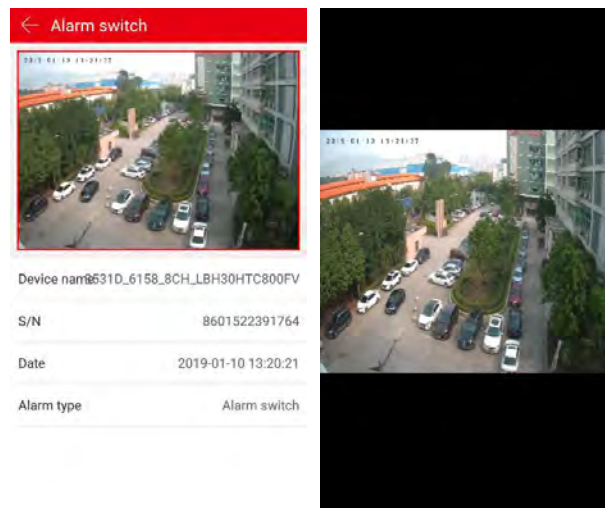 Alarm switch
Device name 8531D_6158_8CH_LBH30HTC800FV
S/N 8601522391764
Date 2019-01-10 13:20:21
Alarm type Alarm switch